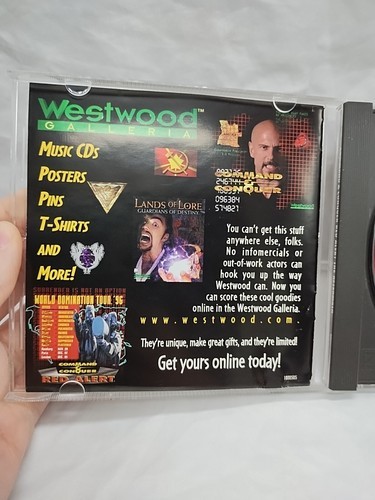 Westwood™
GALLERIA
MUSIC CDS
POSTERS
PINS
T-SHIRTS
AND
MORE!
COMMAND
& CONQUER
096384
574827
LANDS OF LORE
GUARDIANS OF DESTINY™
You can't get this stuff
anywhere else, folks.
No infomercials or
out-of-work actors can
hook you up the way
Westwood can. Now you
can score these cool goodies
online in the Westwood Galleria.
www.westwood.com.
SURRENDER IS NOT AN OPTION
WORLD DOMINATION TOUR '96
COMMAND
& CONQUER
RED ALERT
They're unique, make great gifts, and they're limited!
Get yours online today!